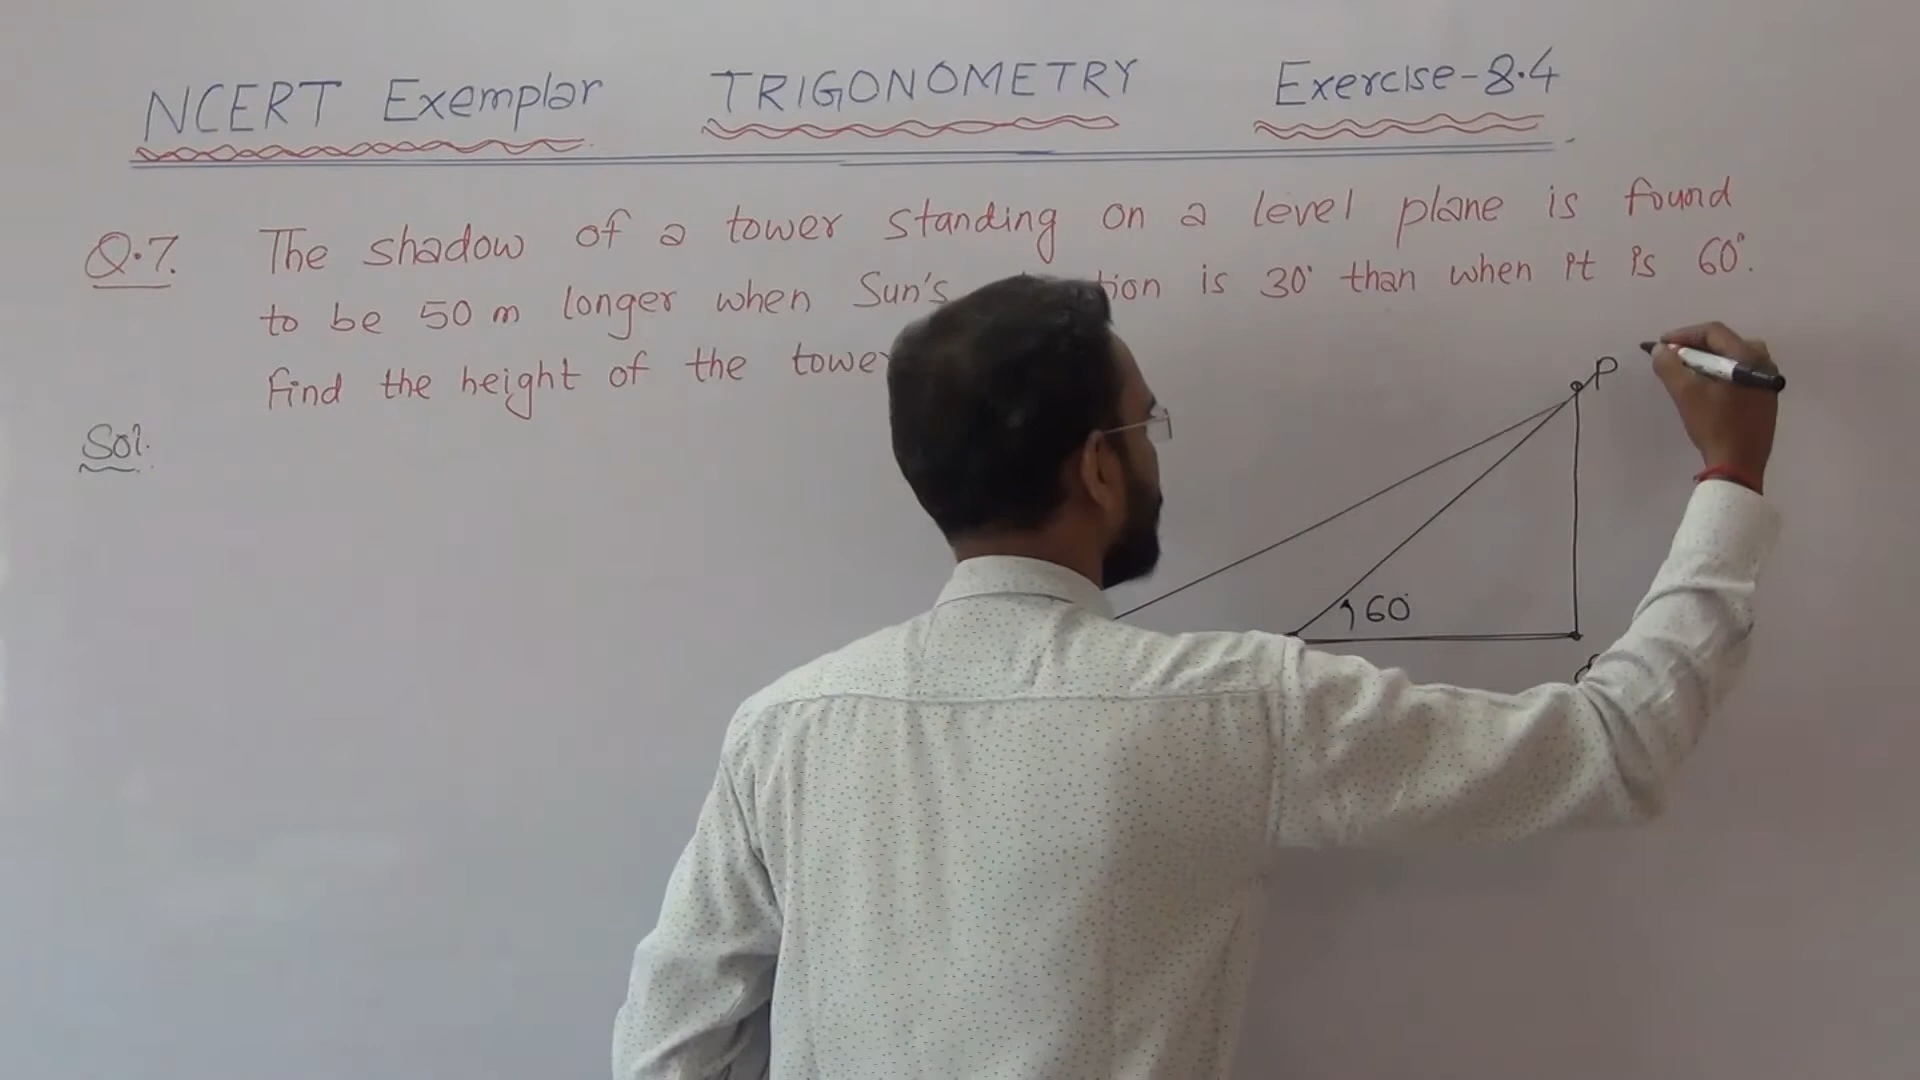 NCERT Exemplar TRIGONOMETRY Exercise-8.4
Q.7. The shadow of a tower standing on a level plane is found
to be 50 m longer when Sun's tion is 30° than when it is 60°.
Find the height of the towe
Sol.
P
60°